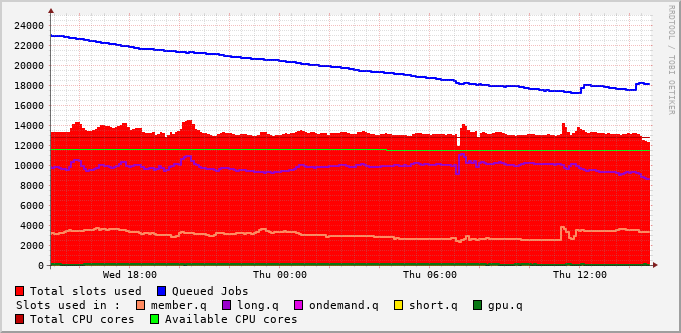 24000
22000
20000
18000
16000
14000
12000
10000
8000
6000
4000
2000
0
Wed 18:00 Thu 00:00 Thu 06:00 Thu 12:00
RRDTOOL / TOBI OETIKER
Total slots used Queued Jobs
Slots used in : member.q long.q ondemand.q short.q gpu.q
Total CPU cores Available CPU cores